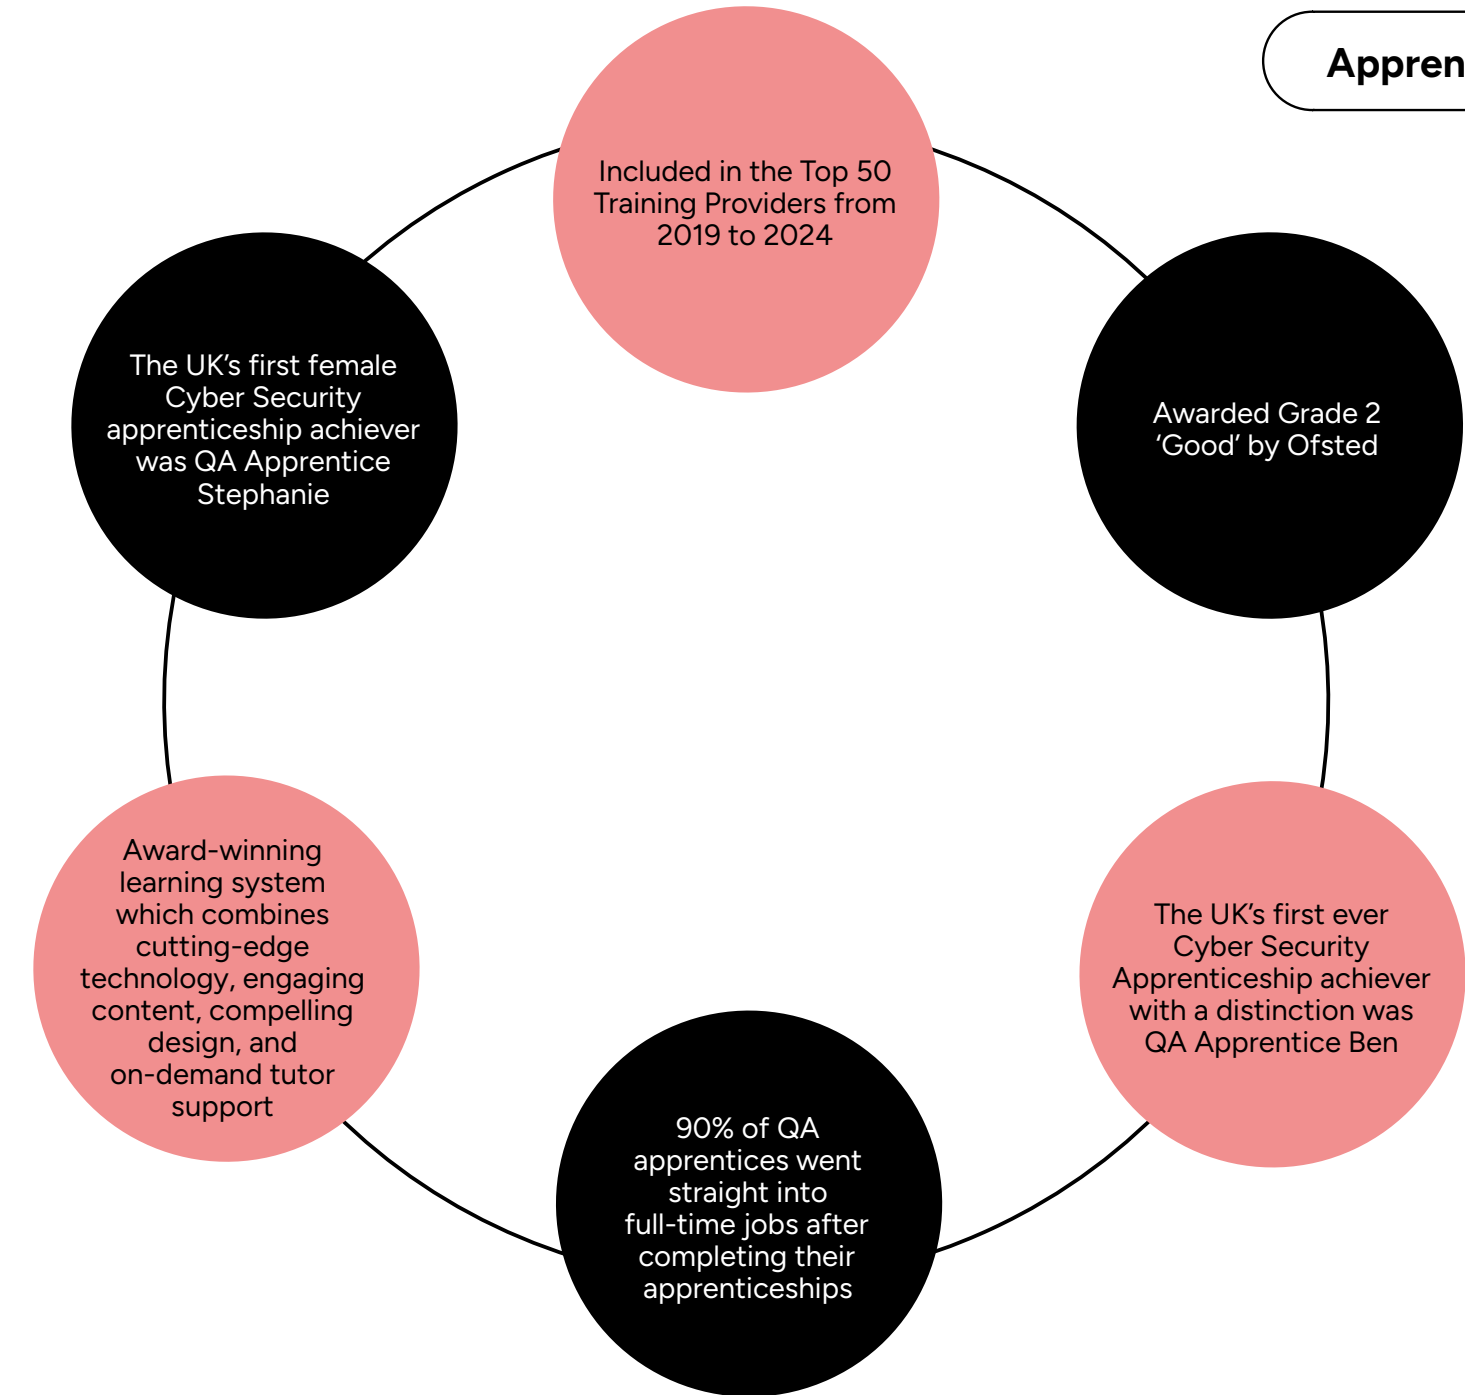 Included in the Top 50
Training Providers from
2019 to 2024
The UK’s first female
Cyber Security
apprenticeship achiever
was QA Apprentice
Stephanie
Awarded Grade 2
‘Good’ by Ofsted
Award-winning
learning system
which combines
cutting-edge
technology, engaging
content, compelling
design, and
on-demand tutor
support
The UK’s first ever
Cyber Security
Apprenticeship achiever
with a distinction was
QA Apprentice Ben
90% of QA
apprentices went
straight into
full-time jobs after
completing their
apprenticeships